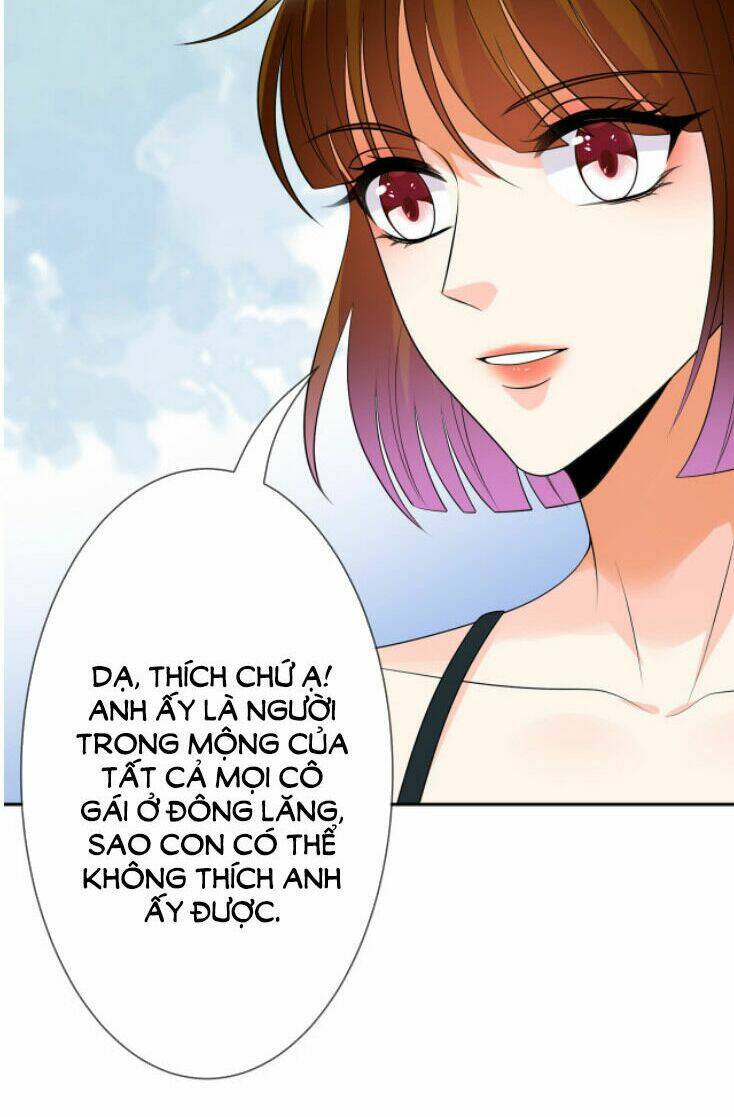 DẠ, THÍCH CHỨ Ạ!
ANH ẤY LÀ NGƯỜI
TRONG MỘNG CỦA
TẤT CẢ MỌI CÔ
GÁI Ở ĐÔNG LĂNG,
SAO CON CÓ THỂ
KHÔNG THÍCH ANH
ẤY ĐƯỢC.